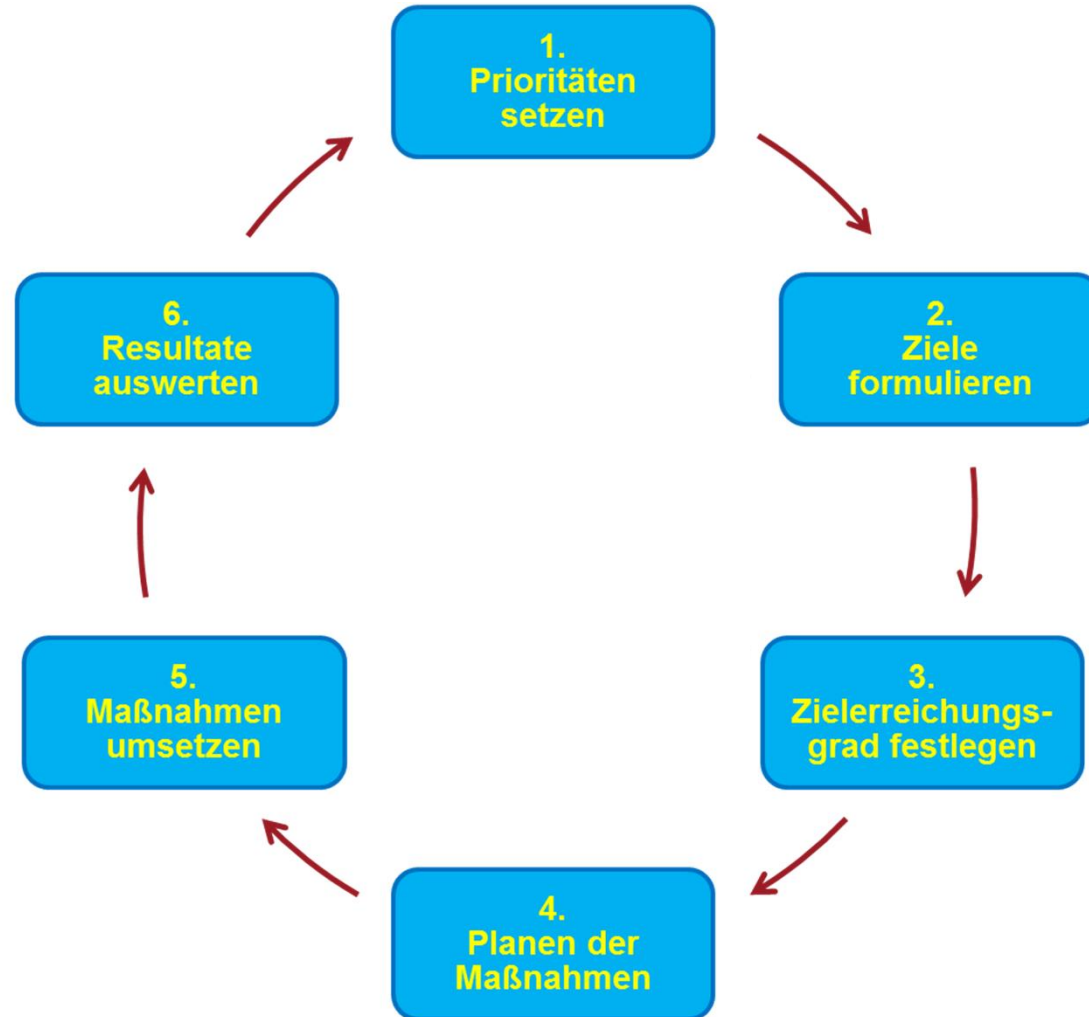 1.
Prioritäten
setzen
2.
Ziele
formulieren
3.
Zielerreichungs-
grad festlegen
4.
Planen der
Maßnahmen
5.
Maßnahmen
umsetzen
6.
Resultate
auswerten